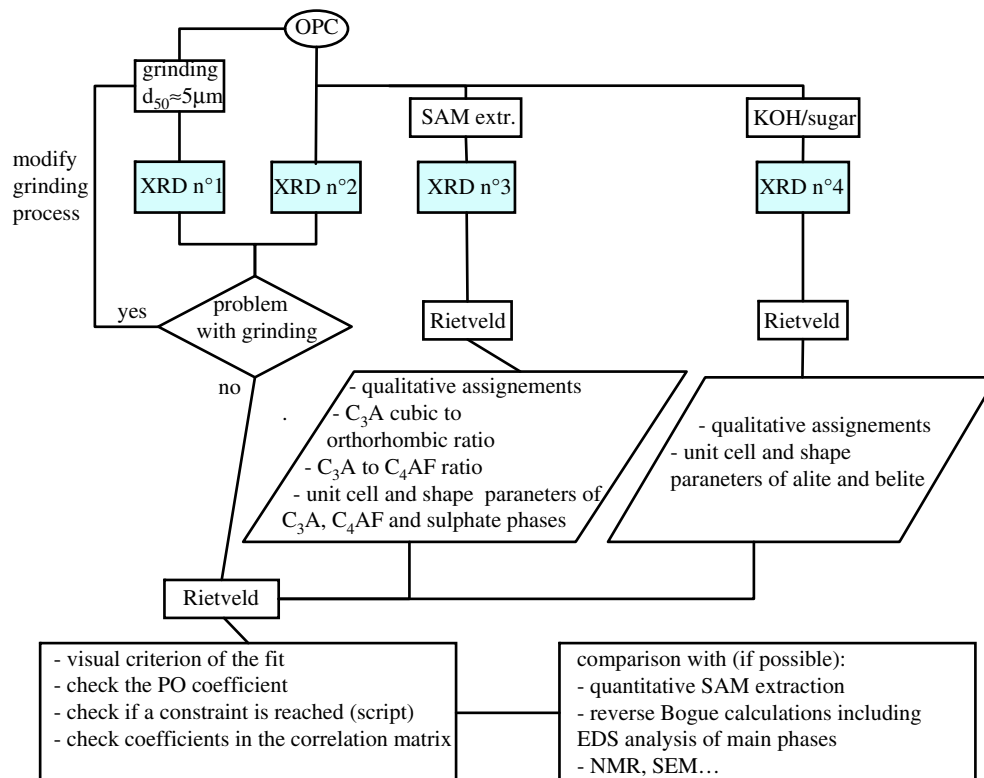 OPC
grinding
d₅₀≈5μm
SAM extr.
KOH/sugar
modify
grinding
process
XRD n°1
XRD n°2
XRD n°3
XRD n°4
yes
problem
with grinding
no
Rietveld
Rietveld
- qualitative assignements
- C₃A cubic to
orthorhombic ratio
- C₃A to C₄AF ratio
- unit cell and shape paraneters of
C₃A, C₄AF and sulphate phases
- qualitative assignements
- unit cell and shape
paraneters of alite and belite
.
Rietveld
- visual criterion of the fit
- check the PO coefficient
- check if a constraint is reached (script)
- check coefficients in the correlation matrix
comparison with (if possible):
- quantitative SAM extraction
- reverse Bogue calculations including
EDS analysis of main phases
- NMR, SEM…